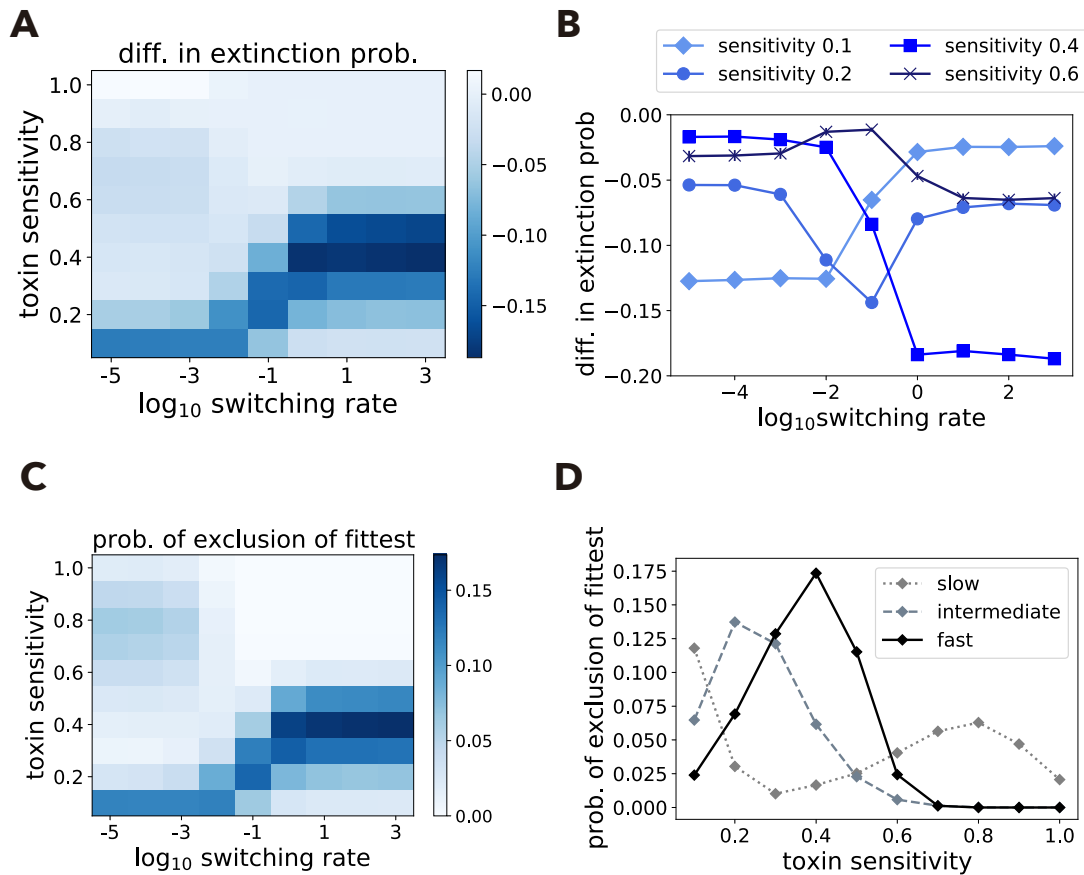 A
diff. in extinction prob.
toxin sensitivity
1.0
0.8
0.6
0.4
0.2
-5
-3
-1
1
3
log10 switching rate
0.00
−0.05
−0.10
−0.15
B
sensitivity 0.1
sensitivity 0.2
sensitivity 0.4
sensitivity 0.6
diff. in extinction prob
0.00
−0.05
−0.10
−0.15
−0.20
−4
−2
0
2
log10switching rate
C
prob. of exclusion of fittest
toxin sensitivity
1.0
0.8
0.6
0.4
0.2
-5
-3
-1
1
3
log10 switching rate
0.15
0.10
0.05
0.00
D
prob. of exclusion of fittest
0.175
0.150
0.125
0.100
0.075
0.050
0.025
0.000
slow
intermediate
fast
0.2
0.4
0.6
0.8
1.0
toxin sensitivity